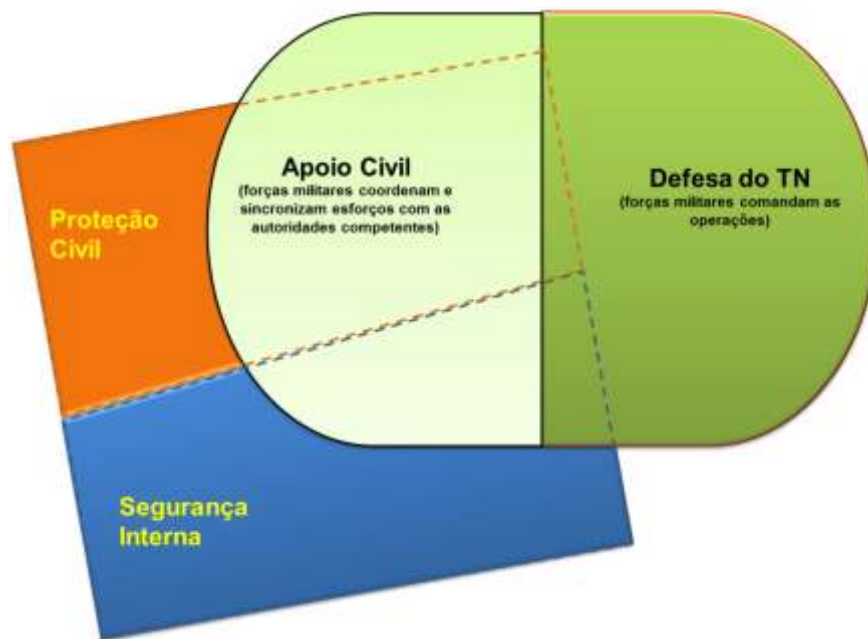 Apoio Civil
(forças militares coordenam e
sincronizam esforços com as
autoridades competentes)
Defesa do TN
(forças militares comandam as
operações)
Proteção
Civil
Segurança
Interna